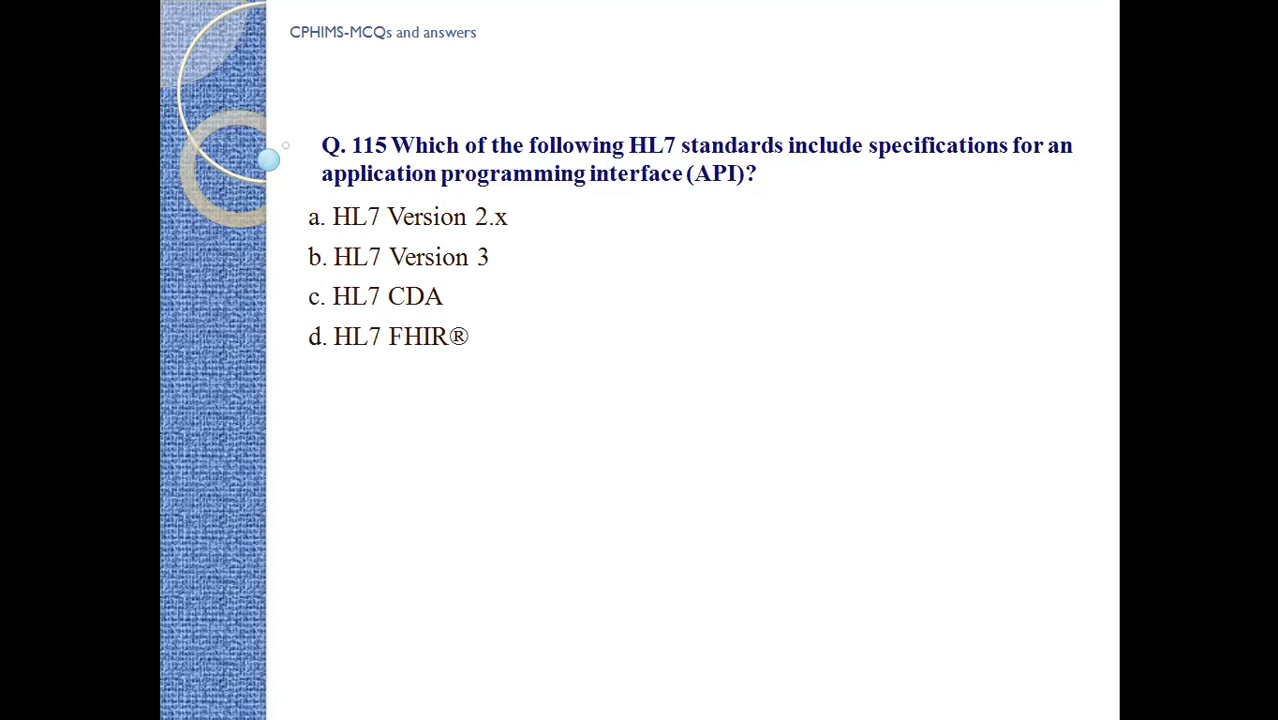 CPHIMS-MCQs and answers
Q. 115 Which of the following HL7 standards include specifications for an
application programming interface (API)?
a. HL7 Version 2.x
b. HL7 Version 3
c. HL7 CDA
d. HL7 FHIR®